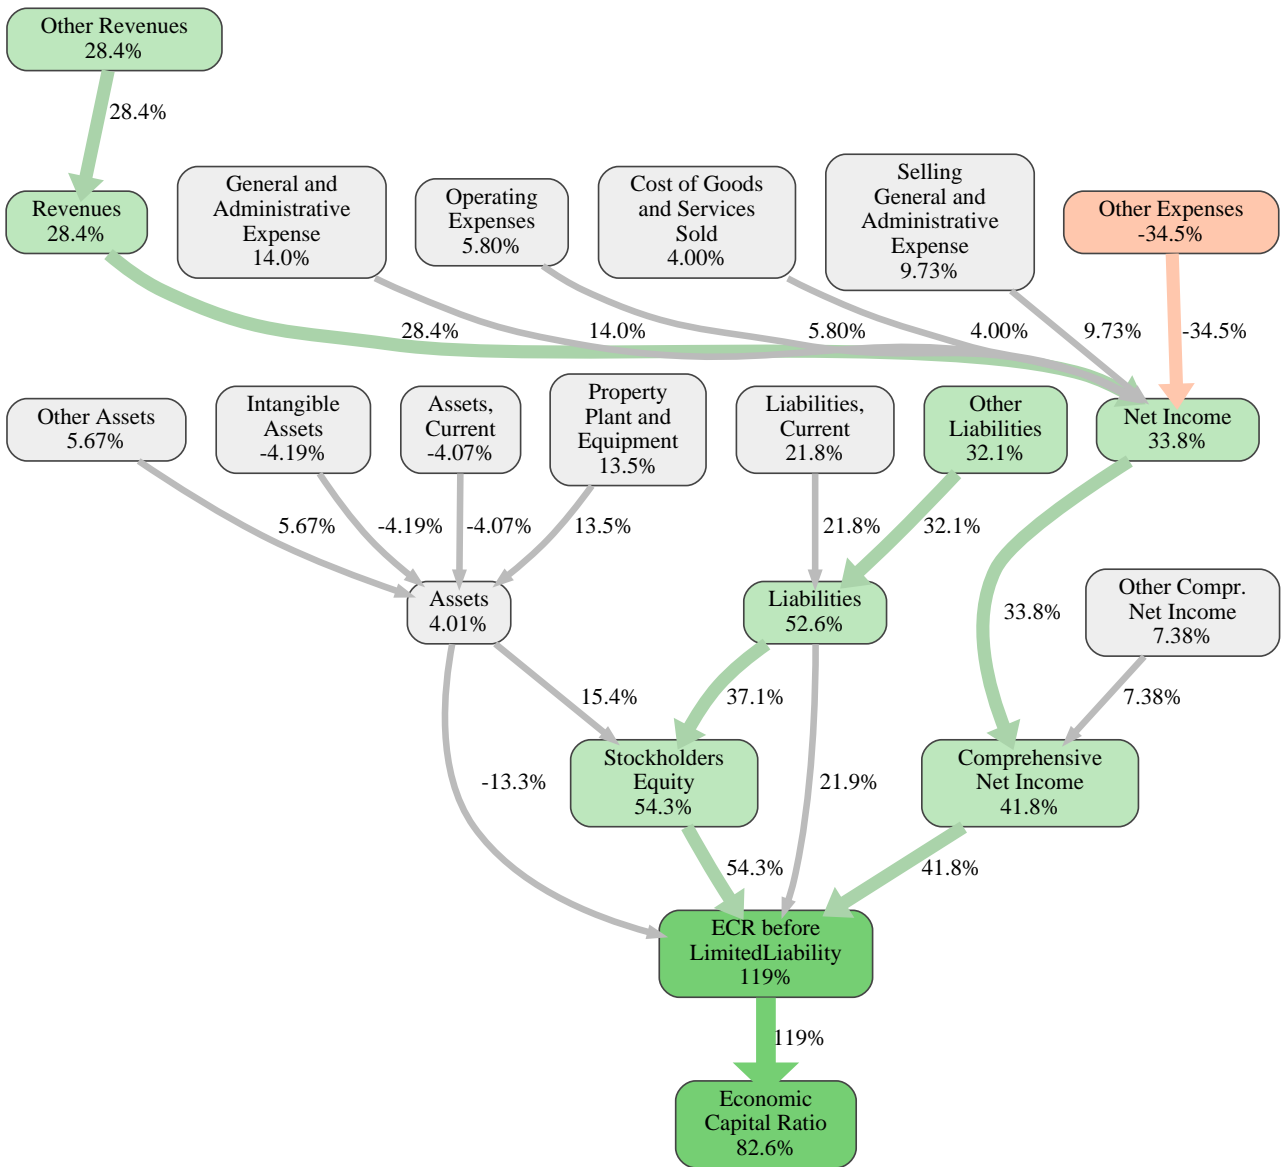 Other Revenues
28.4%
28.4%
Revenues
28.4%
General and
Administrative
Expense
14.0%
Operating
Expenses
5.80%
Cost of Goods
and Services
Sold
4.00%
Selling
General and
Administrative
Expense
9.73%
Other Expenses
-34.5%
28.4%
14.0%
5.80%
4.00%
9.73%
-34.5%
Other Assets
5.67%
Intangible
Assets
-4.19%
Assets,
Current
-4.07%
Property
Plant and
Equipment
13.5%
Liabilities,
Current
21.8%
Other
Liabilities
32.1%
Net Income
33.8%
5.67%
-4.19%
-4.07%
13.5%
21.8%
32.1%
Assets
4.01%
Liabilities
52.6%
33.8%
Other Compr.
Net Income
7.38%
15.4%
37.1%
7.38%
-13.3%
Stockholders
Equity
54.3%
21.9%
Comprehensive
Net Income
41.8%
54.3%
41.8%
ECR before
LimitedLiability
119%
119%
Economic
Capital Ratio
82.6%